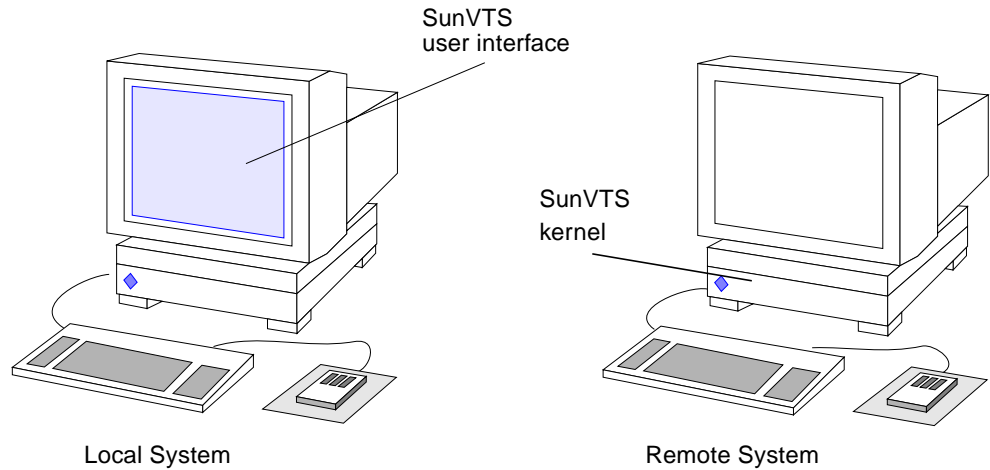 SunVTS
user interface
SunVTS
kernel
Local System
Remote System